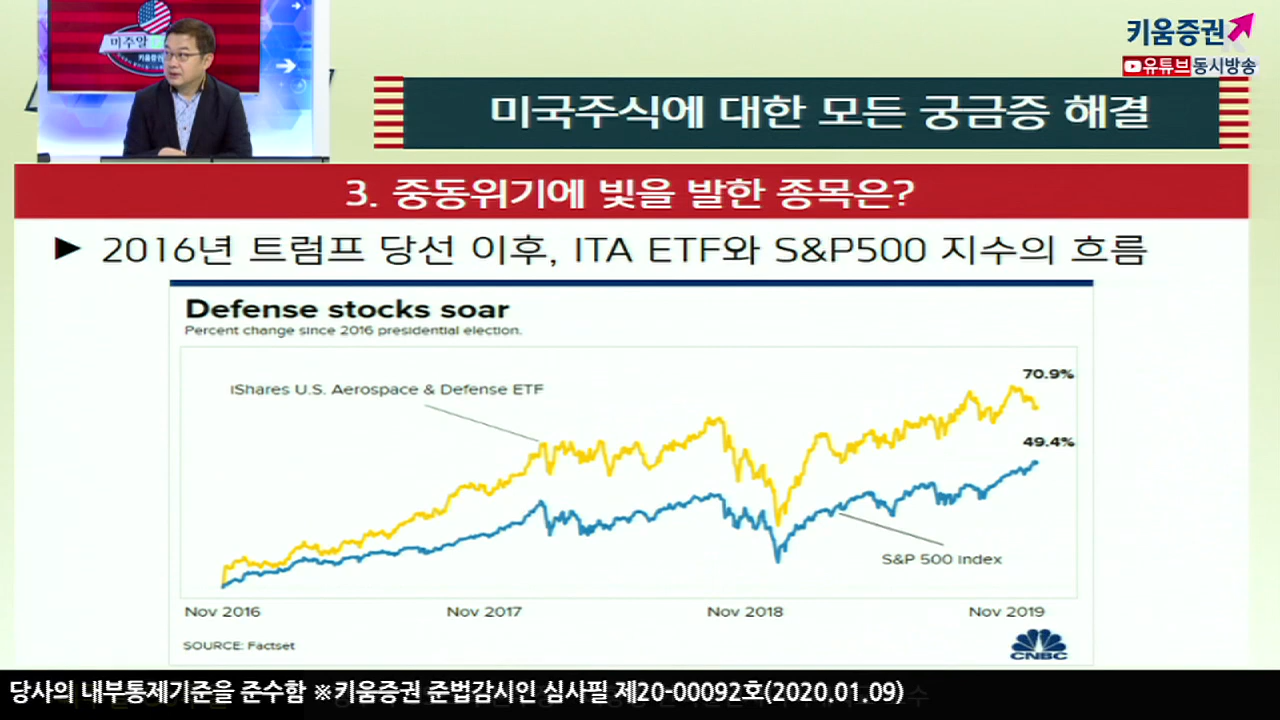 미주알
키움증권
키움증권
유튜브동시방송
미국주식에 대한 모든 궁금증 해결
3. 중동위기에 빛을 발한 종목은?
▶ 2016년 트럼프 당선 이후, ITA ETF와 S&P500 지수의 흐름
Defense stocks soar
Percent change since 2016 presidential election.
iShares U.S. Aerospace & Defense ETF
70.9%
49.4%
S&P 500 Index
Nov 2016 Nov 2017 Nov 2018 Nov 2019
SOURCE: Factset
CNBC
당사의 내부통제기준을 준수함 ※키움증권 준법감시인 심사필 제20-00092호(2020.01.09)